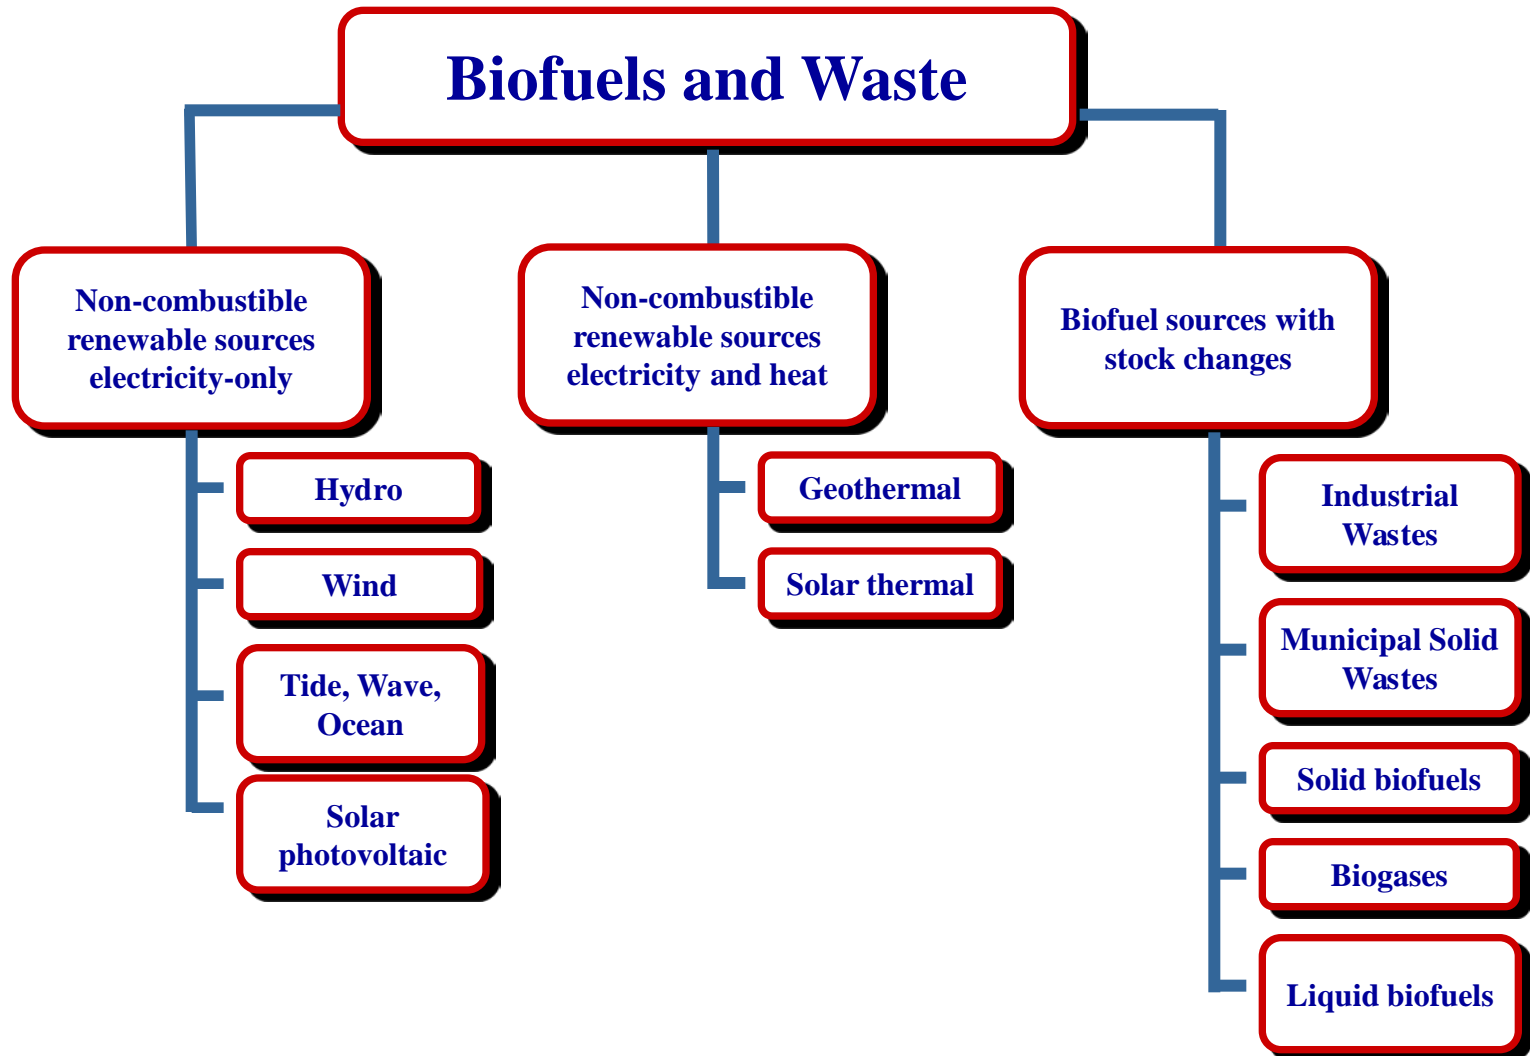 Biofuels and Waste
Non-combustible
renewable sources
electricity-only
Hydro
Wind
Tide, Wave,
Ocean
Solar
photovoltaic
Non-combustible
renewable sources
electricity and heat
Geothermal
Solar thermal
Biofuel sources with
stock changes
Industrial
Wastes
Municipal Solid
Wastes
Solid biofuels
Biogases
Liquid biofuels